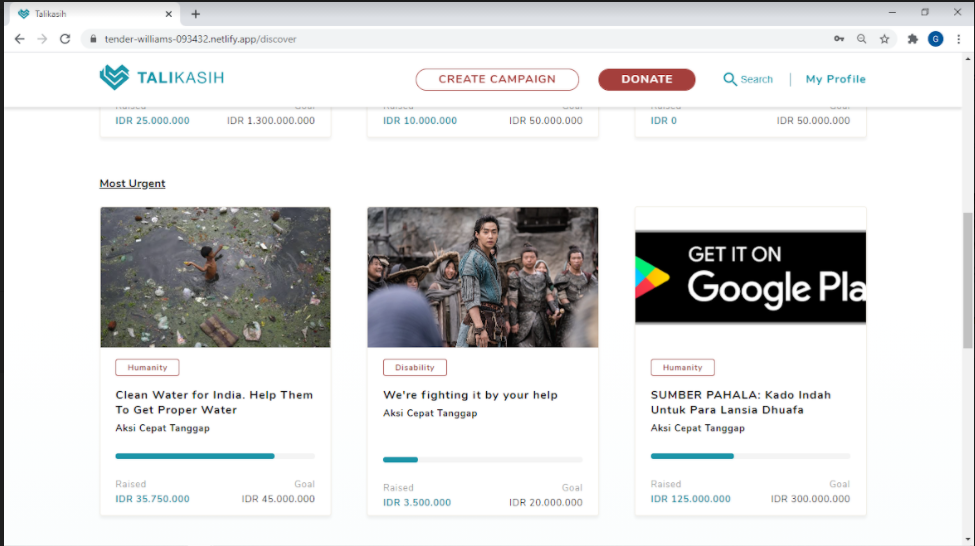 Talikasih
tender-williams-093432.netlify.app/discover
G
TALIKASIH
CREATE CAMPAIGN
DONATE
Search
My Profile
Raised
Goal
Raised
Goal
Raised
Goal
IDR 25.000.000
IDR 1.300.000.000
IDR 10.000.000
IDR 50.000.000
IDR 0
IDR 50.000.000
Most Urgent
GET IT ON
Google Pla
Humanity
Clean Water for India. Help Them
To Get Proper Water
Aksi Cepat Tanggap
Raised
Goal
IDR 35.750.000
IDR 45.000.000
Disability
We're fighting it by your help
Aksi Cepat Tanggap
Raised
Goal
IDR 3.500.000
IDR 20.000.000
Humanity
SUMBER PAHALA: Kado Indah
Untuk Para Lansia Dhuafa
Aksi Cepat Tanggap
Raised
Goal
IDR 125.000.000
IDR 300.000.000